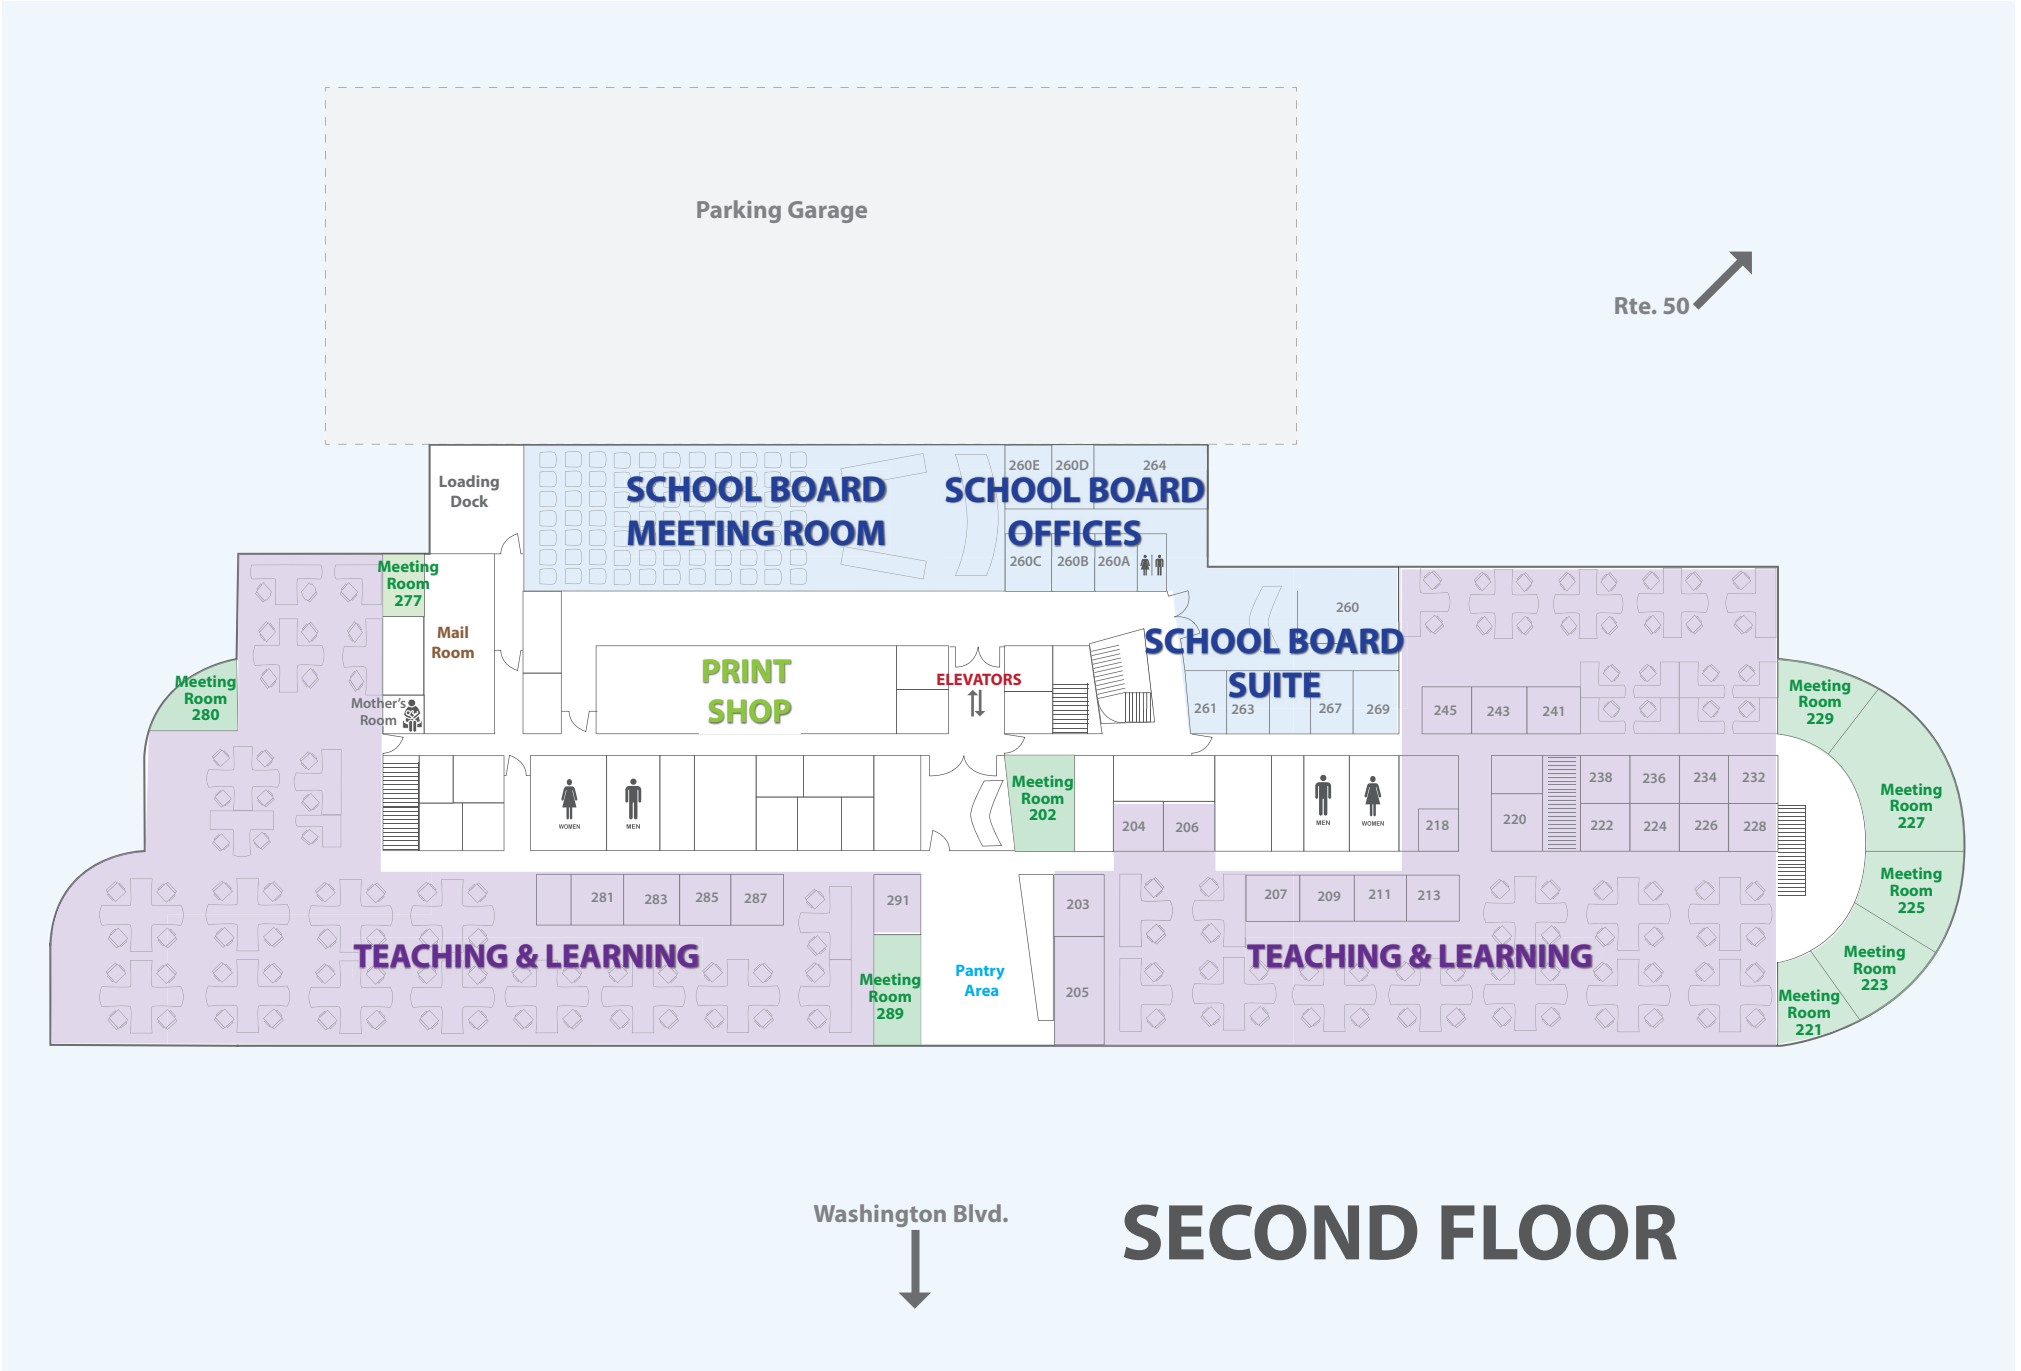 Parking Garage
Rte. 50
Loading
Dock
SCHOOL BOARD
MEETING ROOM
260E
260D
264
SCHOOL BOARD
OFFICES
260C
260B
260A
Meeting
Room
277
Mail
Room
260
SCHOOL BOARD
SUITE
261
263
267
269
PRINT
SHOP
ELEVATORS
Meeting
Room
280
Mother's
Room
245
243
241
Meeting
Room
229
WOMEN
MEN
Meeting
Room
202
204
206
MEN
WOMEN
218
220
238
236
234
232
222
224
226
228
Meeting
Room
227
Meeting
Room
225
Meeting
Room
223
Meeting
Room
221
281
283
285
287
291
203
207
209
211
213
TEACHING & LEARNING
Meeting
Room
289
Pantry
Area
205
TEACHING & LEARNING
Washington Blvd.
SECOND FLOOR